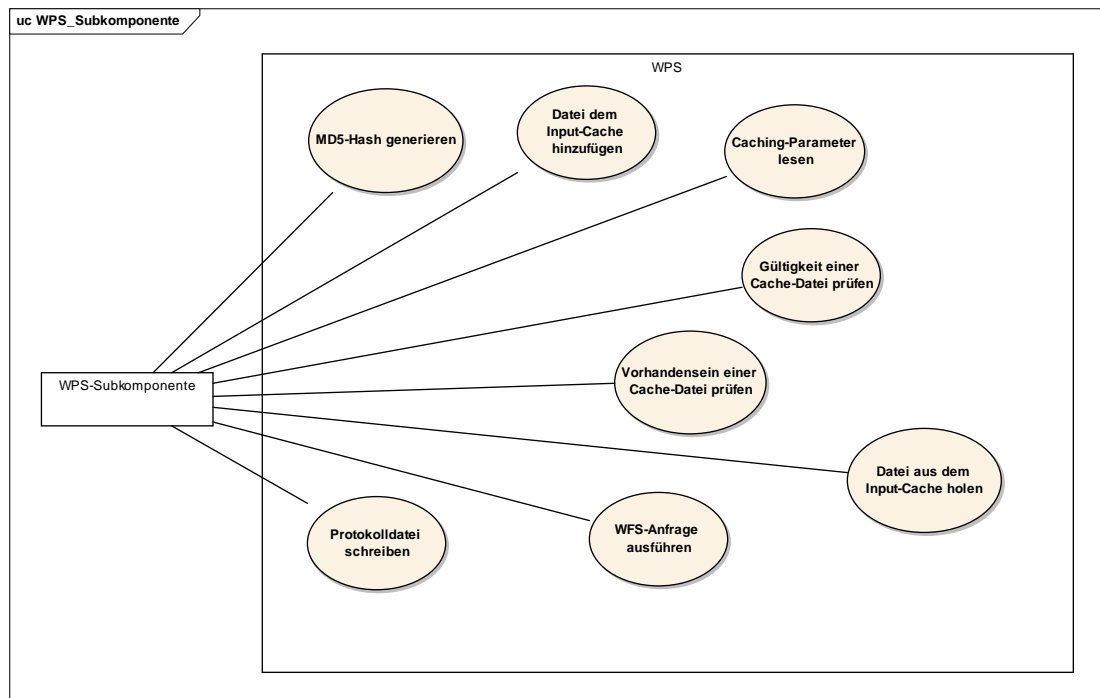 uc WPS_Subkomponente
WPS
MD5-Hash generieren
Datei dem
Input-Cache
hinzufügen
Caching-Parameter
lesen
Gültigkeit einer
Cache-Datei prüfen
WPS-Subkomponente
Vorhandensein einer
Cache-Datei prüfen
Datei aus dem
Input-Cache holen
Protokolldatei
schreiben
WFS-Anfrage
ausführen